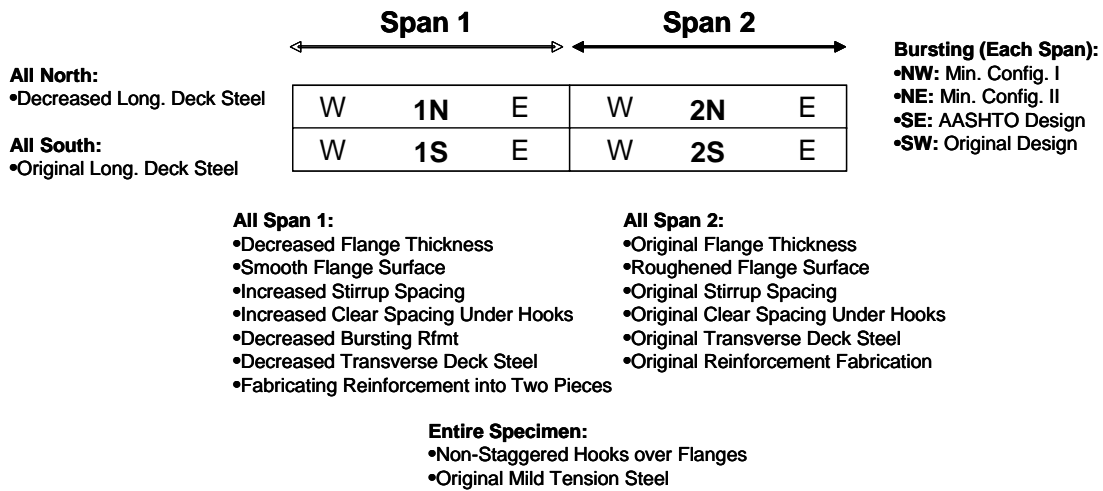 Span 1
Span 2
All North:
•Decreased Long. Deck Steel
All South:
•Original Long. Deck Steel
W 1N E W 2N E
W 1S E W 2S E
Bursting (Each Span):
•NW: Min. Config. I
•NE: Min. Config. II
•SE: AASHTO Design
•SW: Original Design
All Span 1:
•Decreased Flange Thickness
•Smooth Flange Surface
•Increased Stirrup Spacing
•Increased Clear Spacing Under Hooks
•Decreased Bursting Rfmt
•Decreased Transverse Deck Steel
•Fabricating Reinforcement into Two Pieces
All Span 2:
•Original Flange Thickness
•Roughened Flange Surface
•Original Stirrup Spacing
•Original Clear Spacing Under Hooks
•Original Transverse Deck Steel
•Original Reinforcement Fabrication
Entire Specimen:
•Non-Staggered Hooks over Flanges
•Original Mild Tension Steel